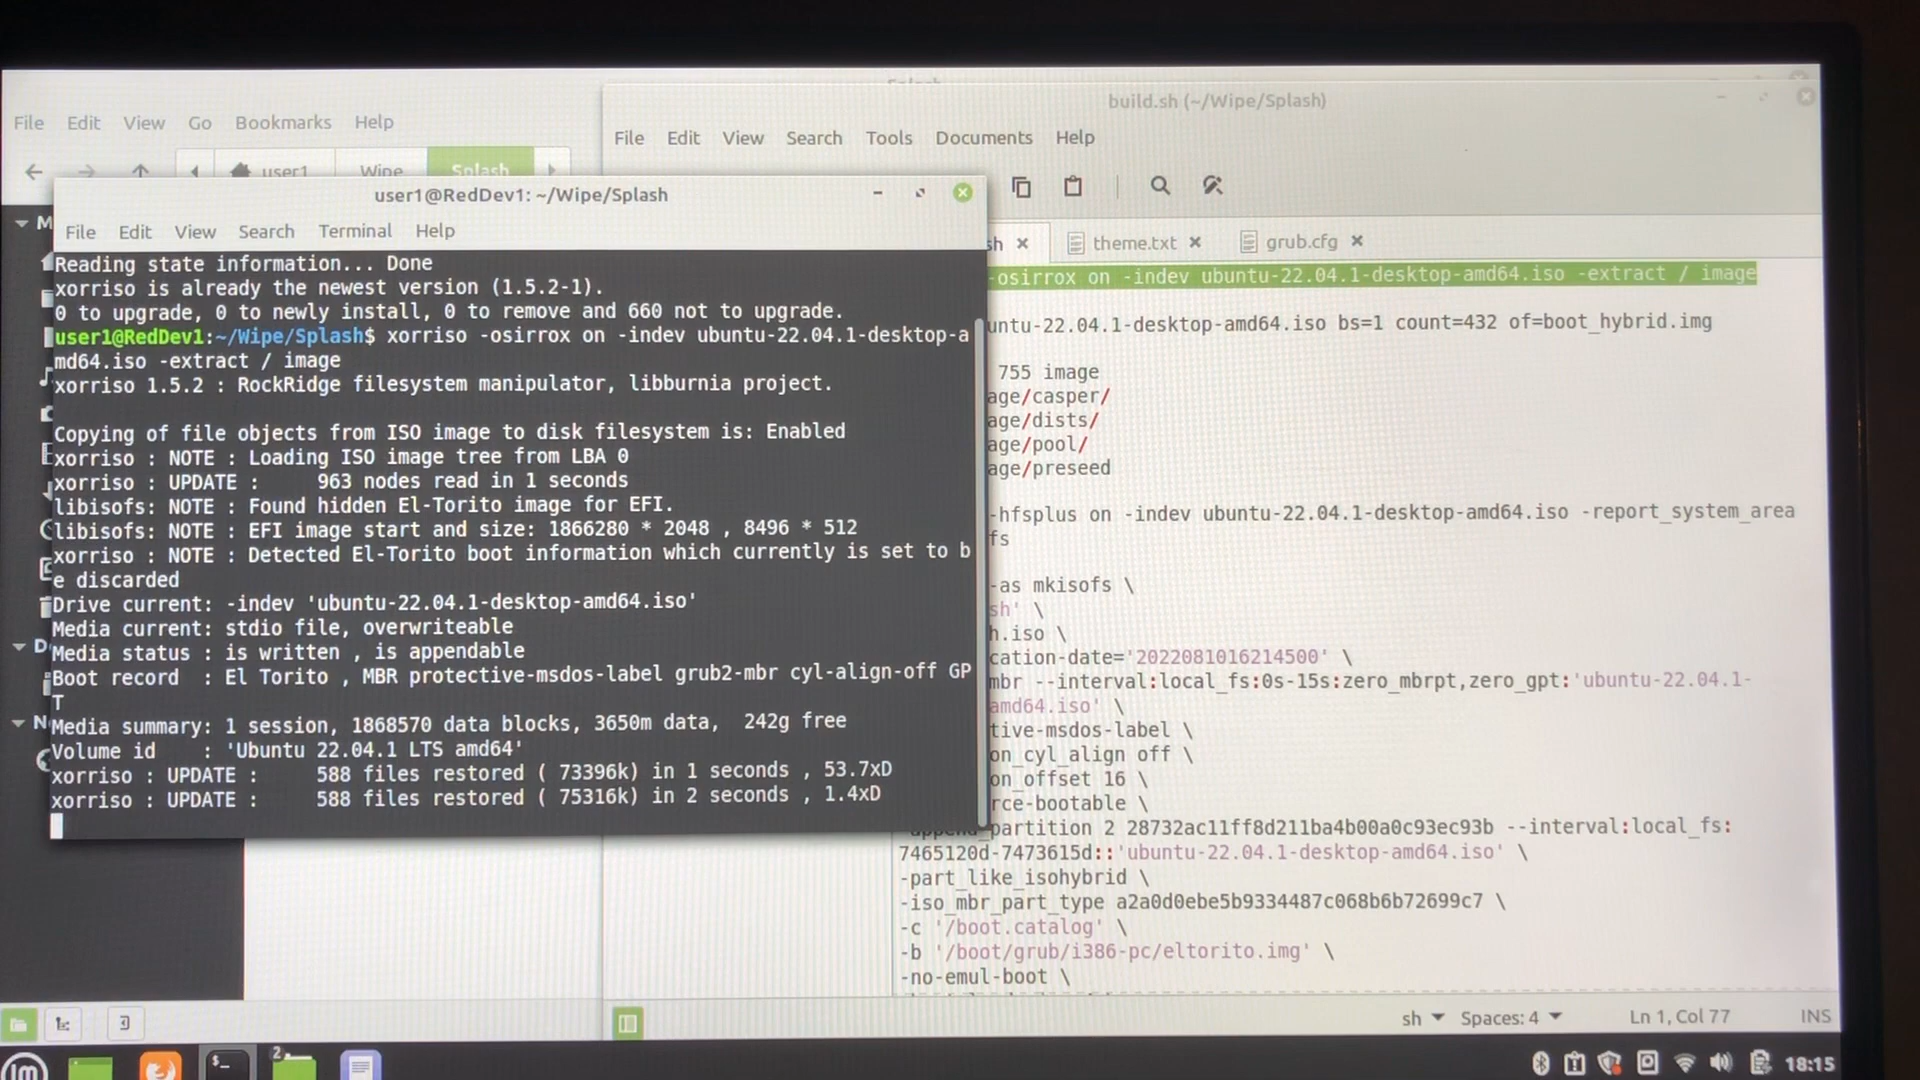 Splash
File Edit View Go Bookmarks Help
user1 Wipe Splash
build.sh (~/Wipe/Splash)
File Edit View Search Tools Documents Help
sh theme.txt grub.cfg
user1@RedDev1: ~/Wipe/Splash
File Edit View Search Terminal Help
Reading state information... Done
xorriso is already the newest version (1.5.2-1).
0 to upgrade, 0 to newly install, 0 to remove and 660 not to upgrade.
user1@RedDev1:~/Wipe/Splash$ xorriso -osirrox on -indev ubuntu-22.04.1-desktop-a
md64.iso -extract / image
xorriso 1.5.2 : RockRidge filesystem manipulator, libburnia project.
Copying of file objects from ISO image to disk filesystem is: Enabled
xorriso : NOTE : Loading ISO image tree from LBA 0
xorriso : UPDATE : 963 nodes read in 1 seconds
libisofs: NOTE : Found hidden El-Torito image for EFI.
libisofs: NOTE : EFI image start and size: 1866280 * 2048 , 8496 * 512
xorriso : NOTE : Detected El-Torito boot information which currently is set to b
e discarded
Drive current: -indev 'ubuntu-22.04.1-desktop-amd64.iso'
Media current: stdio file, overwriteable
Media status : is written , is appendable
Boot record : El Torito , MBR protective-msdos-label grub2-mbr cyl-align-off GP
T
Media summary: 1 session, 1868570 data blocks, 3650m data, 242g free
Volume id : 'Ubuntu 22.04.1 LTS amd64'
xorriso : UPDATE : 588 files restored ( 73396k) in 1 seconds , 53.7xD
xorriso : UPDATE : 588 files restored ( 75316k) in 2 seconds , 1.4xD
-osirrox on -indev ubuntu-22.04.1-desktop-amd64.iso -extract / image
untu-22.04.1-desktop-amd64.iso bs=1 count=432 of=boot_hybrid.img
755 image
age/casper/
age/dists/
age/pool/
age/preseed
-hfsplus on -indev ubuntu-22.04.1-desktop-amd64.iso -report_system_area
fs
-as mkisofs \
sh' \
h.iso \
cation-date='2022081016214500' \
mbr --interval:local_fs:0s-15s:zero_mbrpt,zero_gpt:'ubuntu-22.04.1-
amd64.iso' \
tive-msdos-label \
on_cyl_align off \
on_offset 16 \
rce-bootable \
-append_partition 2 28732ac11ff8d211ba4b00a0c93ec93b --interval:local_fs:
7465120d-7473615d::'ubuntu-22.04.1-desktop-amd64.iso' \
-part_like_isohybrid \
-iso_mbr_part_type a2a0d0ebe5b9334487c068b6b72699c7 \
-c '/boot.catalog' \
-b '/boot/grub/i386-pc/eltorito.img' \
-no-emul-boot \
sh Spaces: 4 Ln 1, Col 77 INS
2
18:15